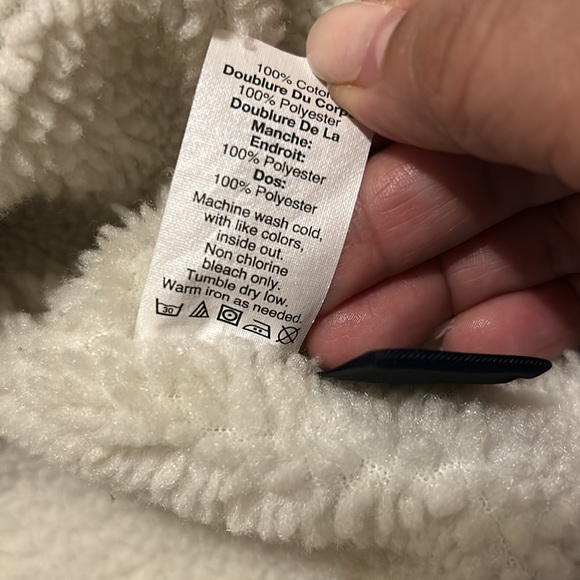 100% Coton
Doublure Du Corps
100% Polyester
Doublure De La
Manche:
Endroit:
100% Polyester
Dos:
100% Polyester
Machine wash cold,
with like colors,
inside out.
Non chlorine
bleach only.
Tumble dry low.
Warm iron as needed.
30